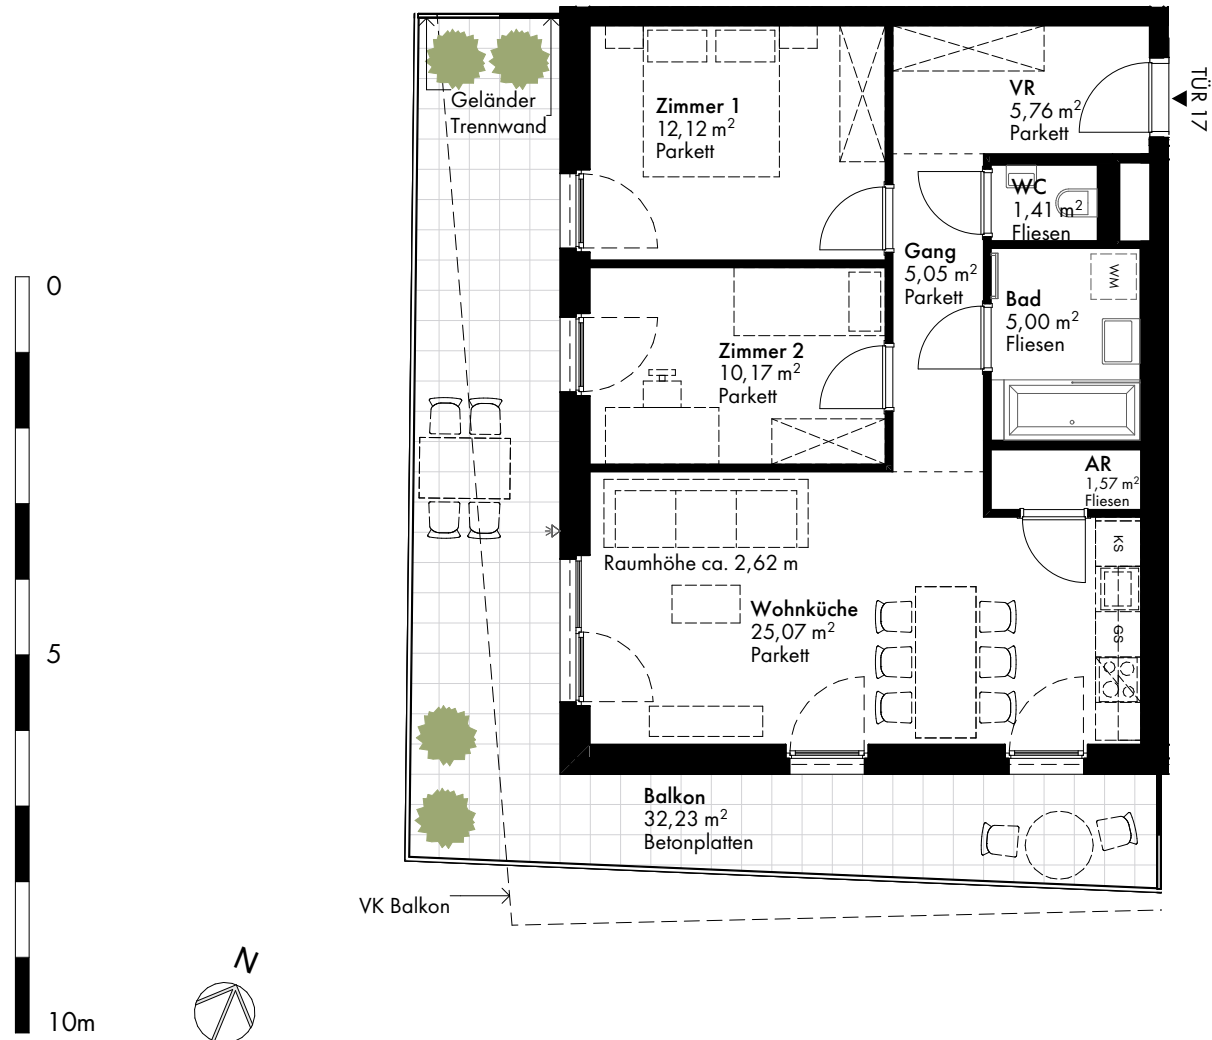 Geländer
Trennwand
Zimmer 1
12,12 m²
Parkett
VR
5,76 m²
Parkett
TÜR 17
WC
1,41 m²
Fliesen
Gang
5,05 m²
Parkett
WM
Bad
5,00 m²
Fliesen
0
Zimmer 2
10,17 m²
Parkett
AR
1,57 m²
Fliesen
KS
GS
Raumhöhe ca. 2,62 m
Wohnküche
25,07 m²
Parkett
5
Balkon
32,23 m²
Betonplatten
VK Balkon
N
10m